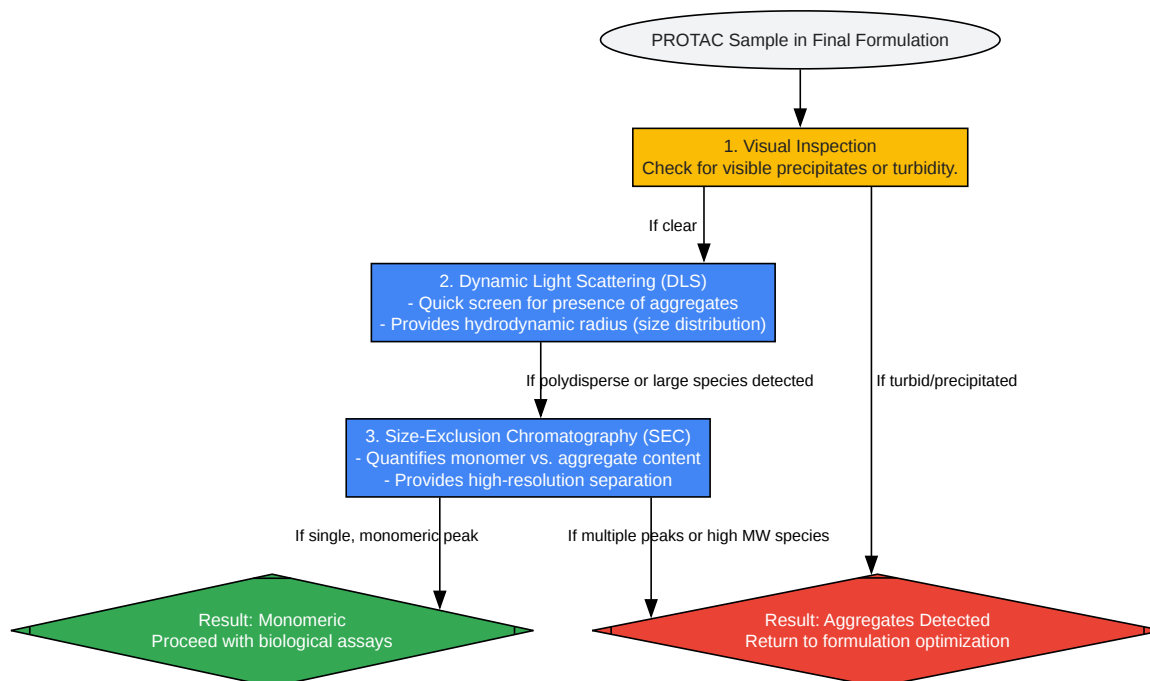 PROTAC Sample in Final Formulation
1. Visual Inspection
Check for visible precipitates or turbidity.
If clear
2. Dynamic Light Scattering (DLS)
- Quick screen for presence of aggregates
- Provides hydrodynamic radius (size distribution)
If polydisperse or large species detected
If turbid/precipitated
3. Size-Exclusion Chromatography (SEC)
- Quantifies monomer vs. aggregate content
- Provides high-resolution separation
If single, monomeric peak
If multiple peaks or high MW species
Result: Monomeric
Proceed with biological assays
Result: Aggregates Detected
Return to formulation optimization